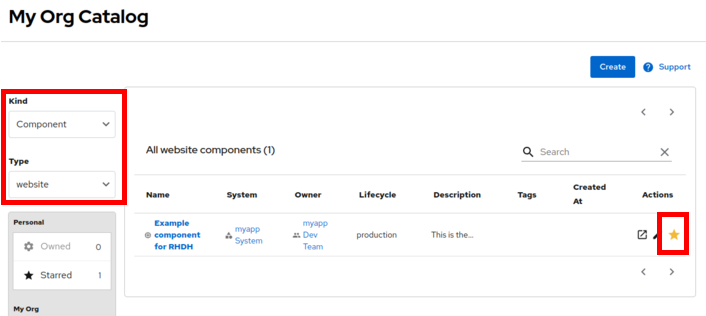 My Org Catalog
Create
Support
Kind
Component
Type
website
All website components (1)
Search
Name System Owner Lifecycle Description Tags Created At Actions
Example component for RHDH
myapp System
myapp Dev Team
production
This is the...
Personal
Owned 0
Starred 1
My Org